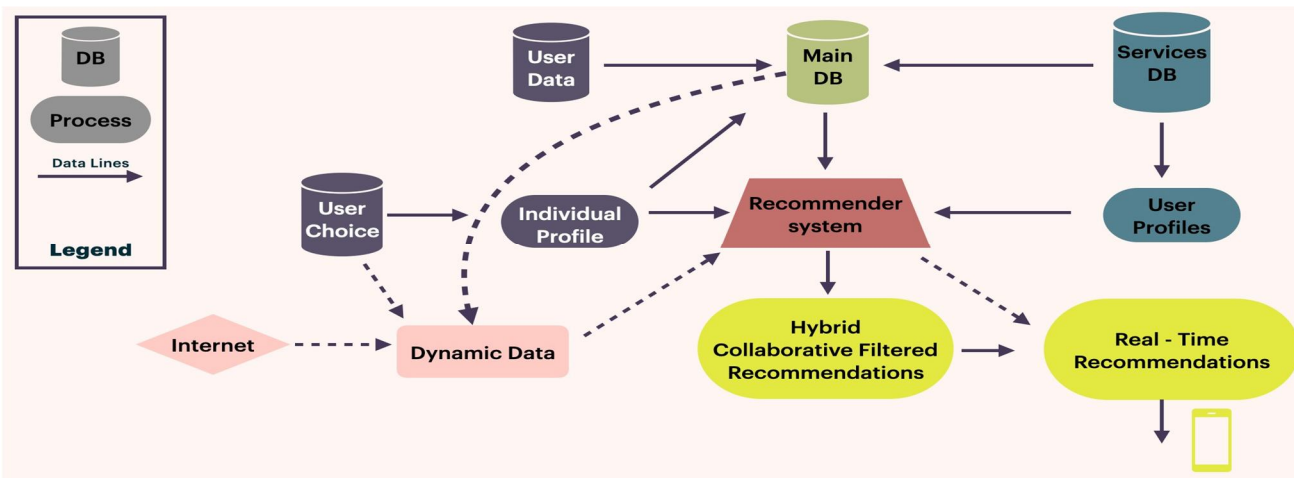 DB
Process
Data Lines
Legend
User
Data
Main
DB
Services
DB
User
Choice
Individual
Profile
Recommender
system
User
Profiles
Internet
Dynamic Data
Hybrid
Collaborative Filtered
Recommendations
Real - Time
Recommendations